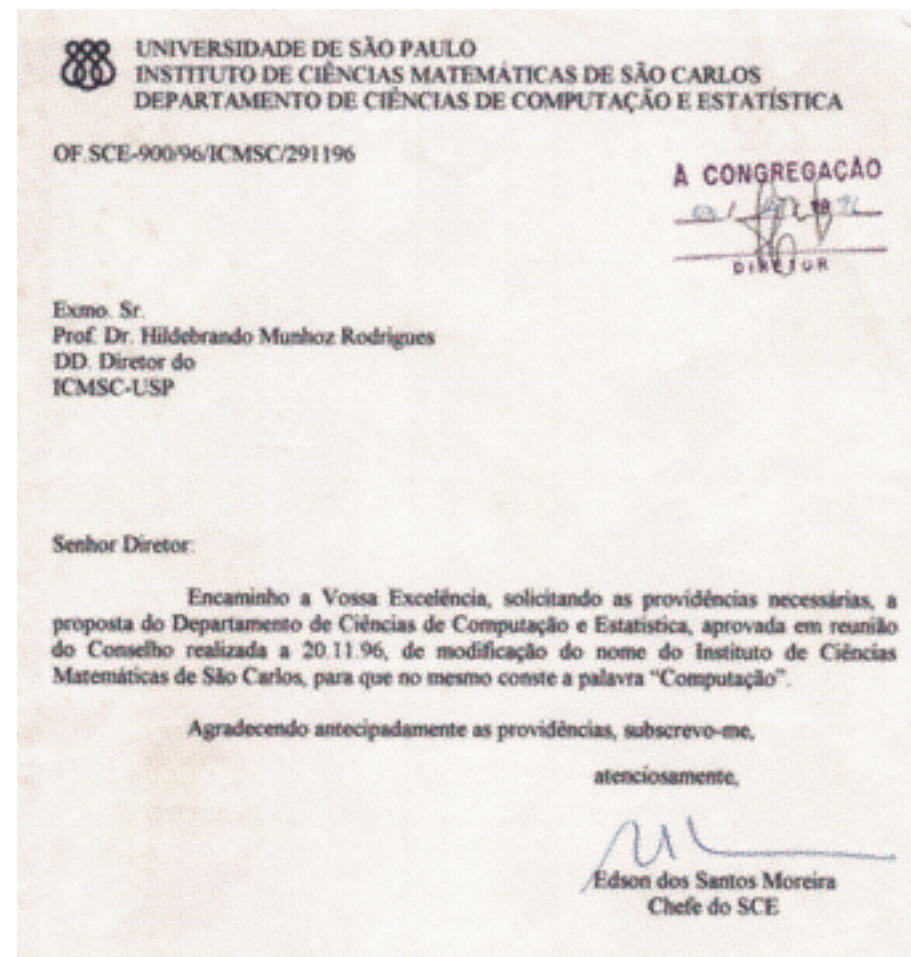 UNIVERSIDADE DE SÃO PAULO
INSTITUTO DE CIÊNCIAS MATEMÁTICAS DE SÃO CARLOS
DEPARTAMENTO DE CIÊNCIAS DE COMPUTAÇÃO E ESTATÍSTICA
OF.SCE-900/96/ICMSC/291196
À CONGREGAÇÃO
DIRETOR
Exmo. Sr.
Prof. Dr. Hildebrando Munhoz Rodrigues
DD. Diretor do
ICMSC-USP
Senhor Diretor:
Encaminho a Vossa Excelência, solicitando as providências necessárias, a
proposta do Departamento de Ciências de Computação e Estatística, aprovada em reunião
do Conselho realizada a 20.11.96, de modificação do nome do Instituto de Ciências
Matemáticas de São Carlos, para que no mesmo conste a palavra “Computação”.
Agradecendo antecipadamente as providências, subscrevo-me,
atenciosamente,
Edson dos Santos Moreira
Chefe do SCE